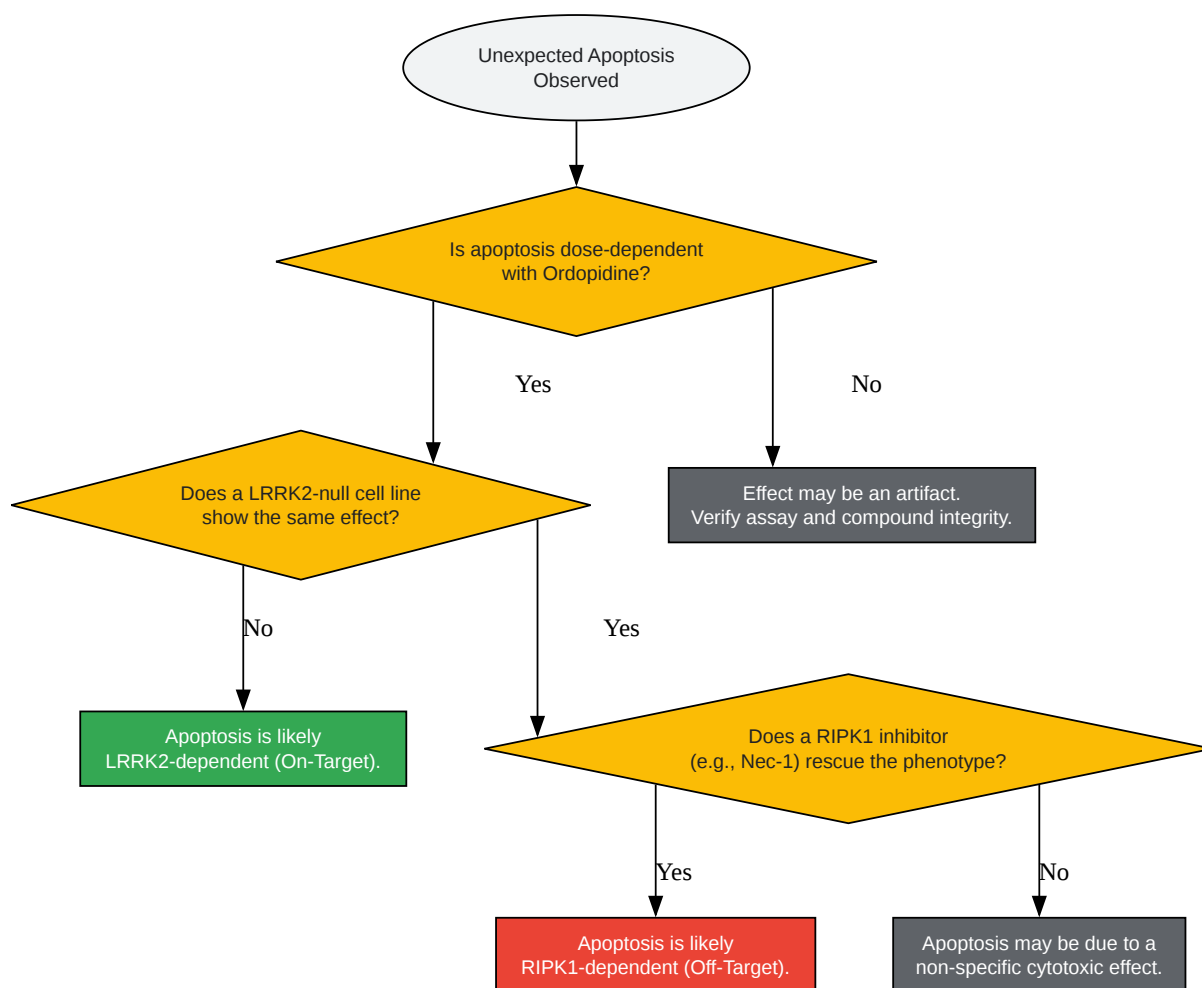 Unexpected Apoptosis
Observed
Is apoptosis dose-dependent
with Ordopidine?
Yes
No
Does a LRRK2-null cell line
show the same effect?
Effect may be an artifact.
Verify assay and compound integrity.
No
Yes
Apoptosis is likely
LRRK2-dependent (On-Target).
Does a RIPK1 inhibitor
(e.g., Nec-1) rescue the phenotype?
Yes
No
Apoptosis is likely
RIPK1-dependent (Off-Target).
Apoptosis may be due to a
non-specific cytotoxic effect.